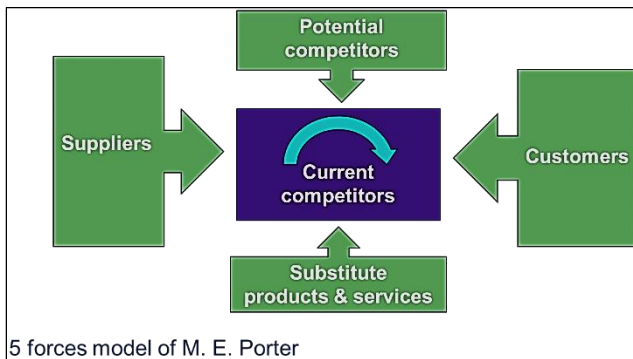 Potential
competitors
Suppliers
Current
competitors
Customers
Substitute
products & services
5 forces model of M. E. Porter